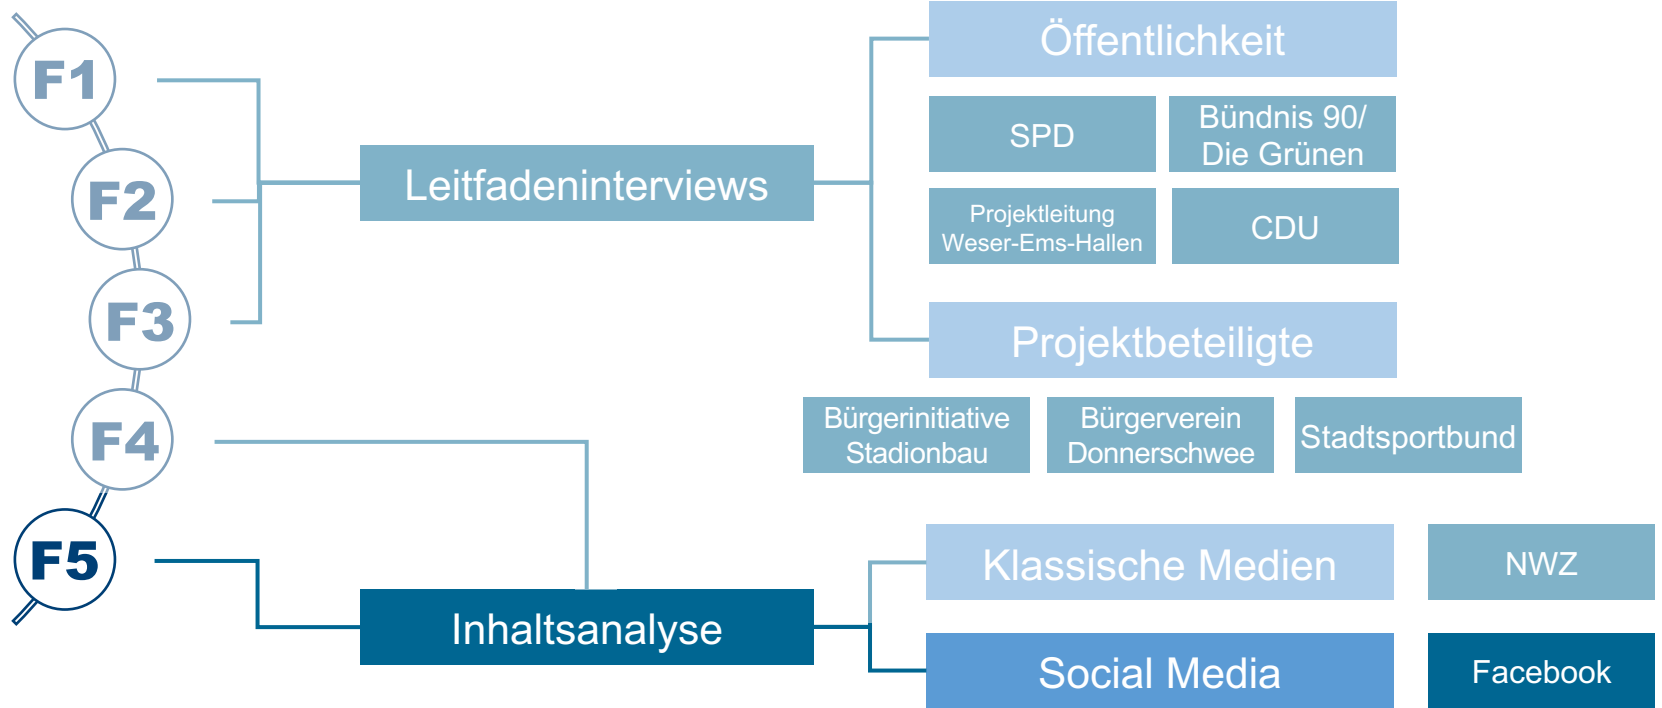 F1
F2
F3
F4
F5
Leitfadeninterviews
Öffentlichkeit
SPD
Bündnis 90/
Die Grünen
Projektleitung
Weser-Ems-Hallen
CDU
Projektbeteiligte
Bürgerinitiative
Stadionbau
Bürgerverein
Donnerschwee
Stadtsportbund
Inhaltsanalyse
Klassische Medien
NWZ
Social Media
Facebook